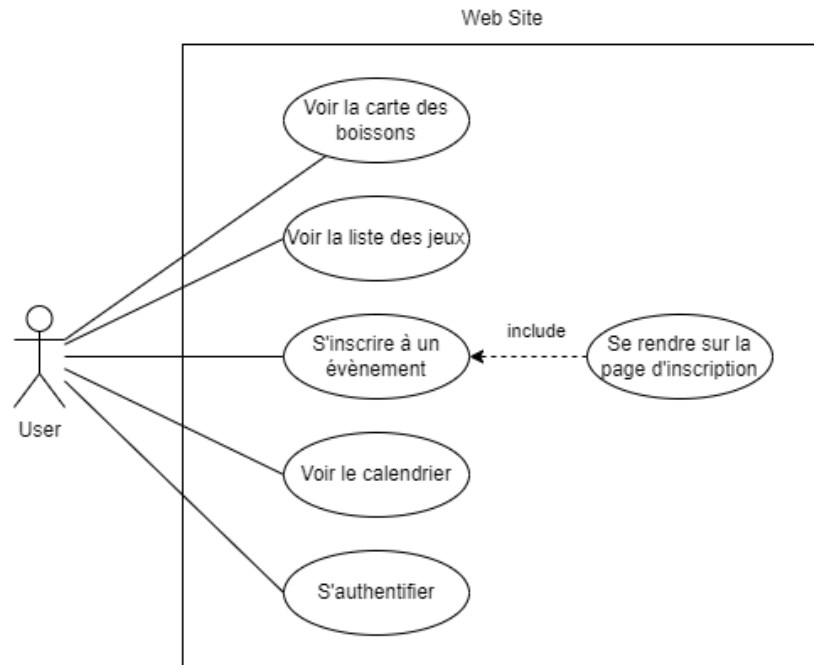 Web Site
Voir la carte des
boissons
Voir la liste des jeux
S'inscrire à un
évènement
include
Se rendre sur la
page d'inscription
User
Voir le calendrier
S'authentifier